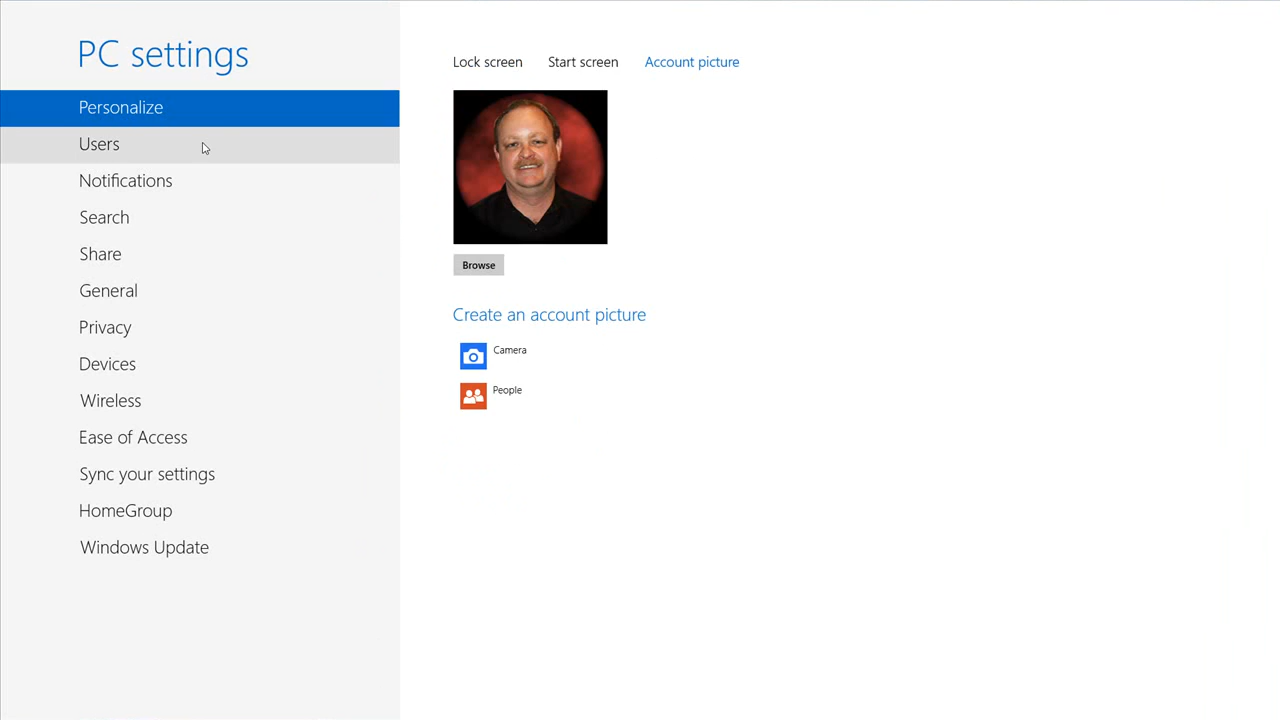 PC settings
Personalize
Users
Notifications
Search
Share
General
Privacy
Devices
Wireless
Ease of Access
Sync your settings
HomeGroup
Windows Update
Lock screen Start screen Account picture
Browse
Create an account picture
Camera
People